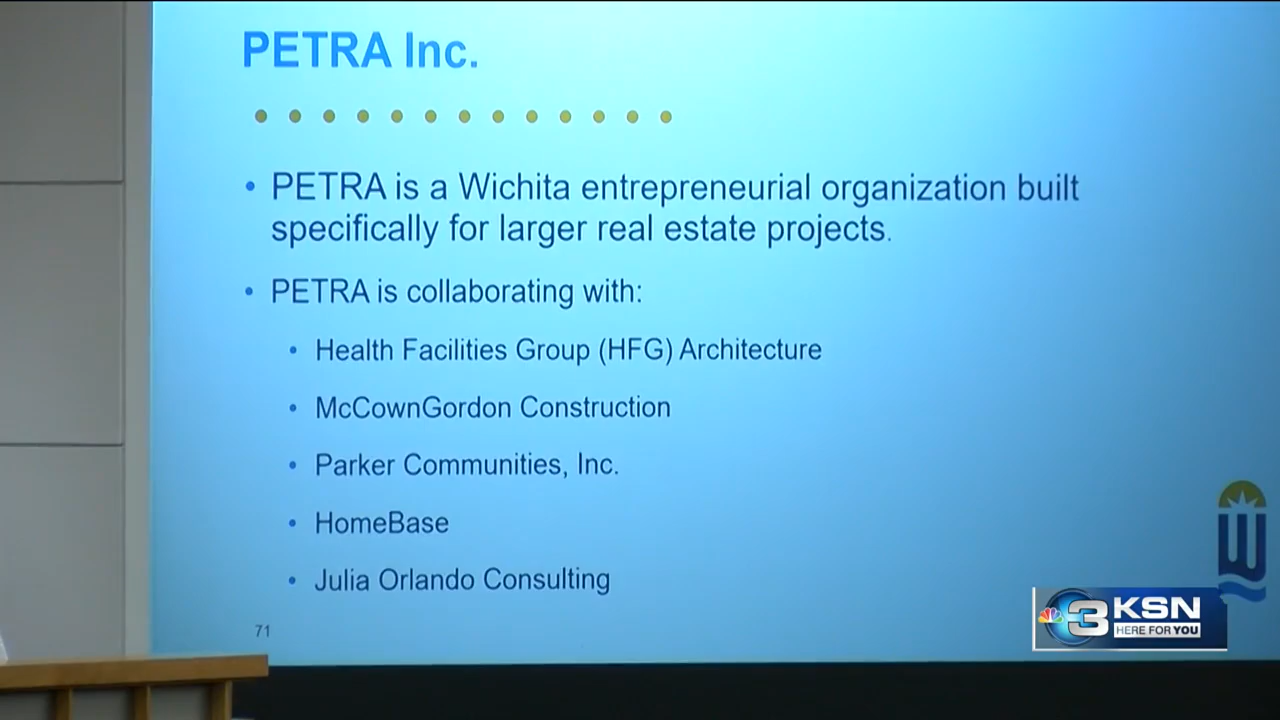 PETRA Inc.
• PETRA is a Wichita entrepreneurial organization built
specifically for larger real estate projects.
• PETRA is collaborating with:
• Health Facilities Group (HFG) Architecture
• McCownGordon Construction
• Parker Communities, Inc.
• HomeBase
• Julia Orlando Consulting
71
W
3 KSN
HERE FOR YOU